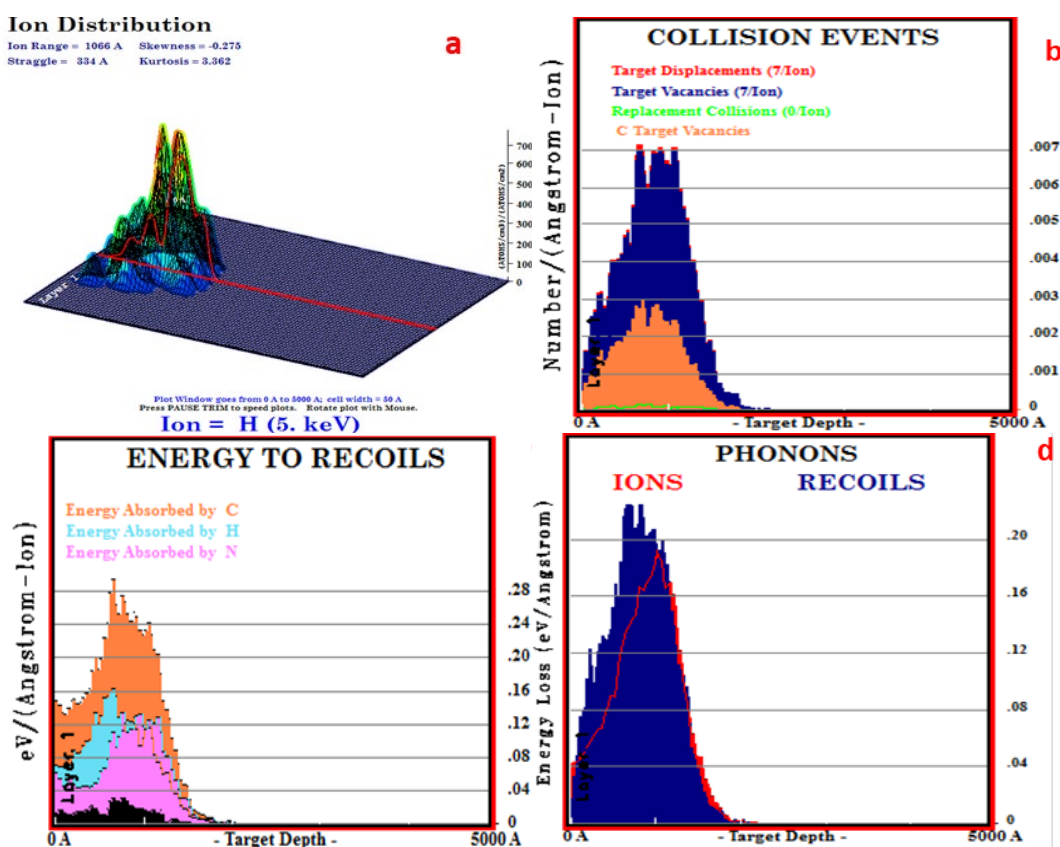 Ion Distribution
Ion Range = 1066 A Skewness = -0.275
Straggle = 334 A Kurtosis = 3.362
a
700
600
500
400
300
200
100
0
(ATOMS/cm3)/(ATOMS/cm2)
Layer 1
Plot Window goes from 0 A to 5000 A; cell width = 50 A
Press PAUSE TRIM to speed plots. Rotate plot with Mouse.
Ion = H (5. keV)
b
COLLISION EVENTS
Target Displacements (7/Ion)
Target Vacancies (7/Ion)
Replacement Collisions (0/Ion)
C Target Vacancies
Number/(Angstrom-Ion)
.007
.006
.005
.004
.003
.002
.001
0
Layer 1
0 A - Target Depth - 5000 A
ENERGY TO RECOILS
Energy Absorbed by C
Energy Absorbed by H
Energy Absorbed by N
eV/(Angstrom-Ion)
.28
.24
.20
.16
.12
.08
.04
0
Layer 1
0 A - Target Depth - 5000 A
d
PHONONS
IONS RECOILS
Energy Loss (eV/Angstrom)
.20
.16
.12
.08
.04
0
Layer 1
0 A - Target Depth - 5000 A